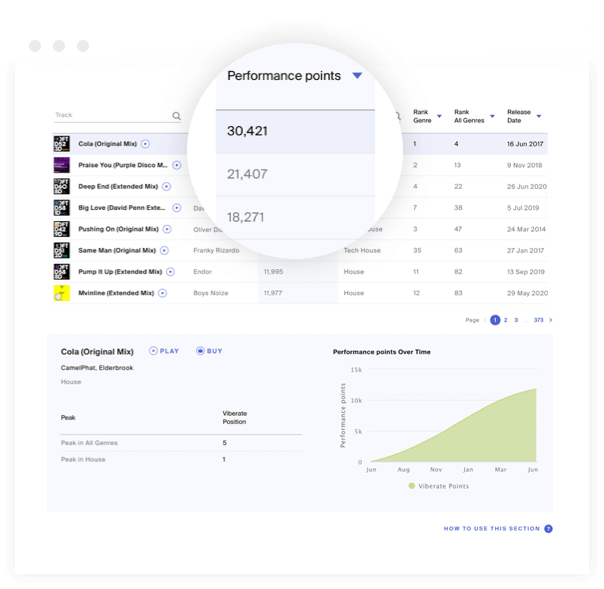 Performance points
30,421
21,407
18,271
Track
Rank Genre
Rank All Genres
Release Date
Cola (Original Mix) 1 4 16 Jun 2017
Praise You (Purple Disco M... 2 13 9 Nov 2018
Deep End (Extended Mix) 4 22 26 Jun 2020
Big Love (David Penn Exte... 7 38 5 Jul 2019
Pushing On (Original Mix) Oliver 3 47 24 Mar 2014
Same Man (Original Mix) Franky Rizardo Tech House 35 63 27 Jan 2017
Pump It Up (Extended Mix) Endor 11,995 House 11 82 13 Sep 2019
Mvinline (Extended Mix) Boys Noize 11,977 House 12 83 29 May 2020
Page 1 2 3 ... 373
Cola (Original Mix) PLAY BUY
CamelPhat, Elderbrook
House
Peak Viberate Position
Peak in All Genres 5
Peak in House 1
Performance points Over Time
Performance points
15k
10k
5k
0
Jun Aug Nov Jan Mar Jun
Viberate Points
HOW TO USE THIS SECTION ?